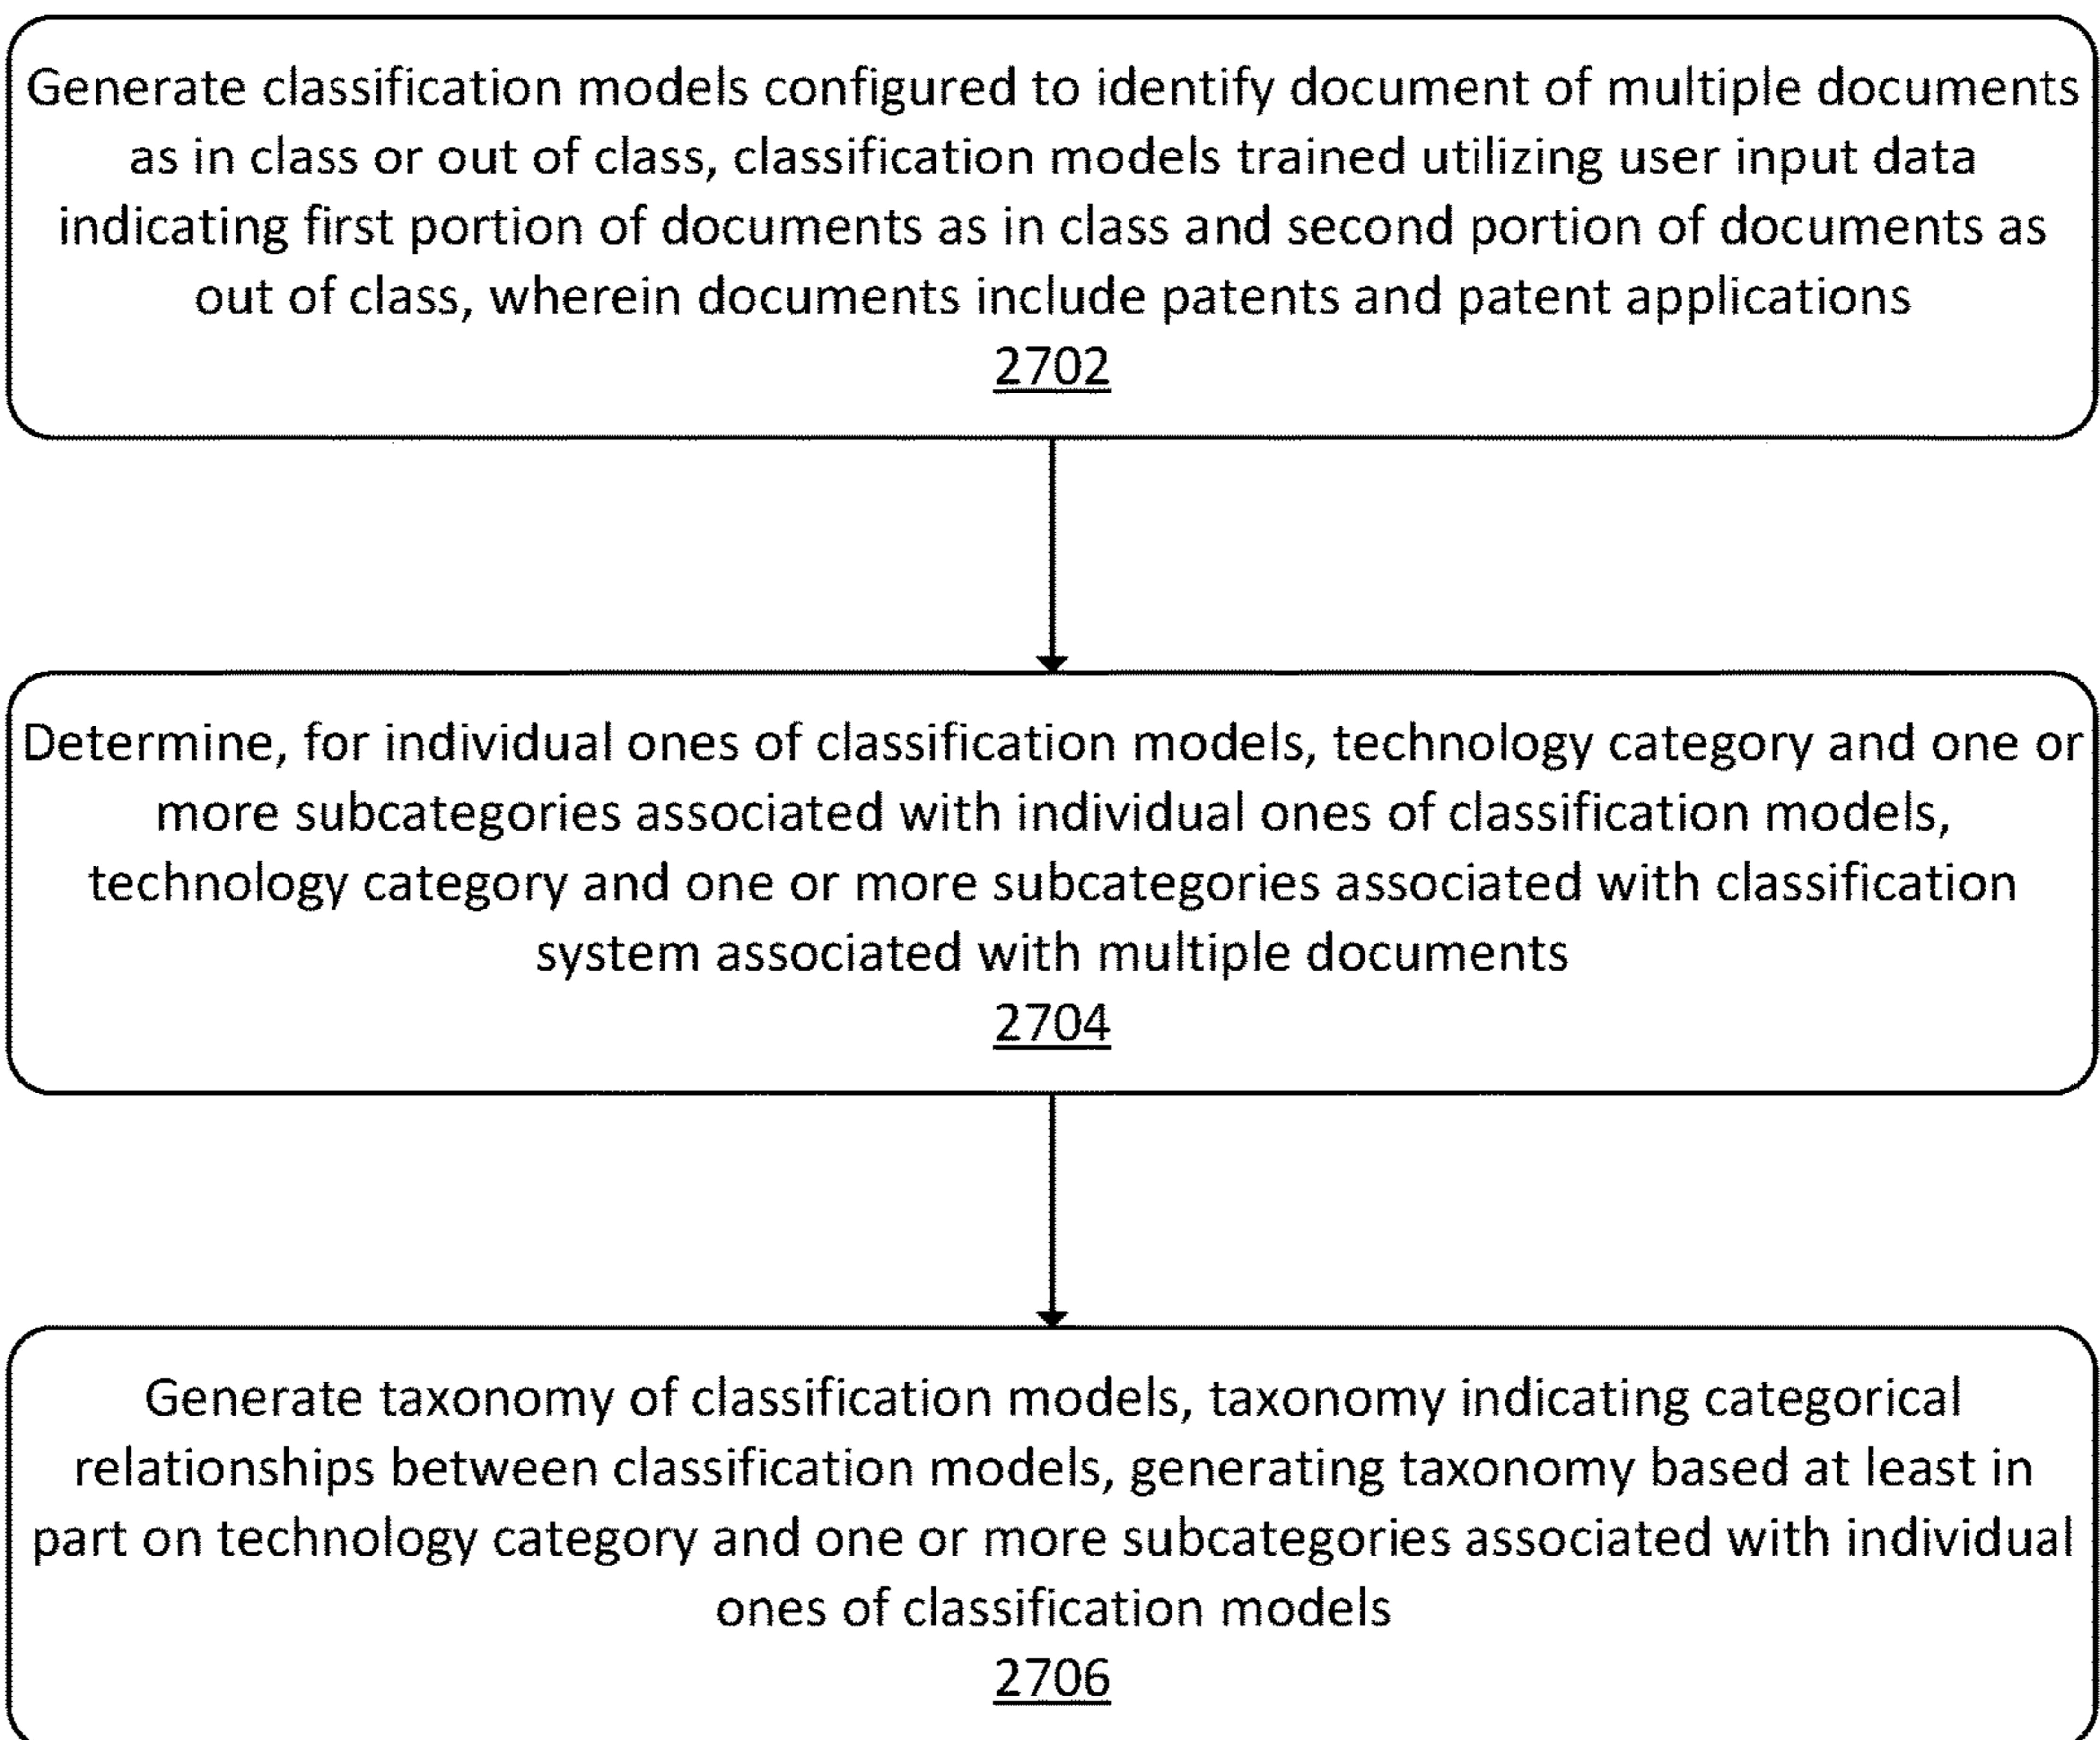 Generate classification models configured to identify document of multiple documents
as in class or out of class, classification models trained utilizing user input data
indicating first portion of documents as in class and second portion of documents as
out of class, wherein documents include patents and patent applications
2702
Determine, for individual ones of classification models, technology category and one or
more subcategories associated with individual ones of classification models,
technology category and one or more subcategories associated with classification
system associated with multiple documents
2704
Generate taxonomy of classification models, taxonomy indicating categorical
relationships between classification models, generating taxonomy based at least in
part on technology category and one or more subcategories associated with individual
ones of classification models
2706